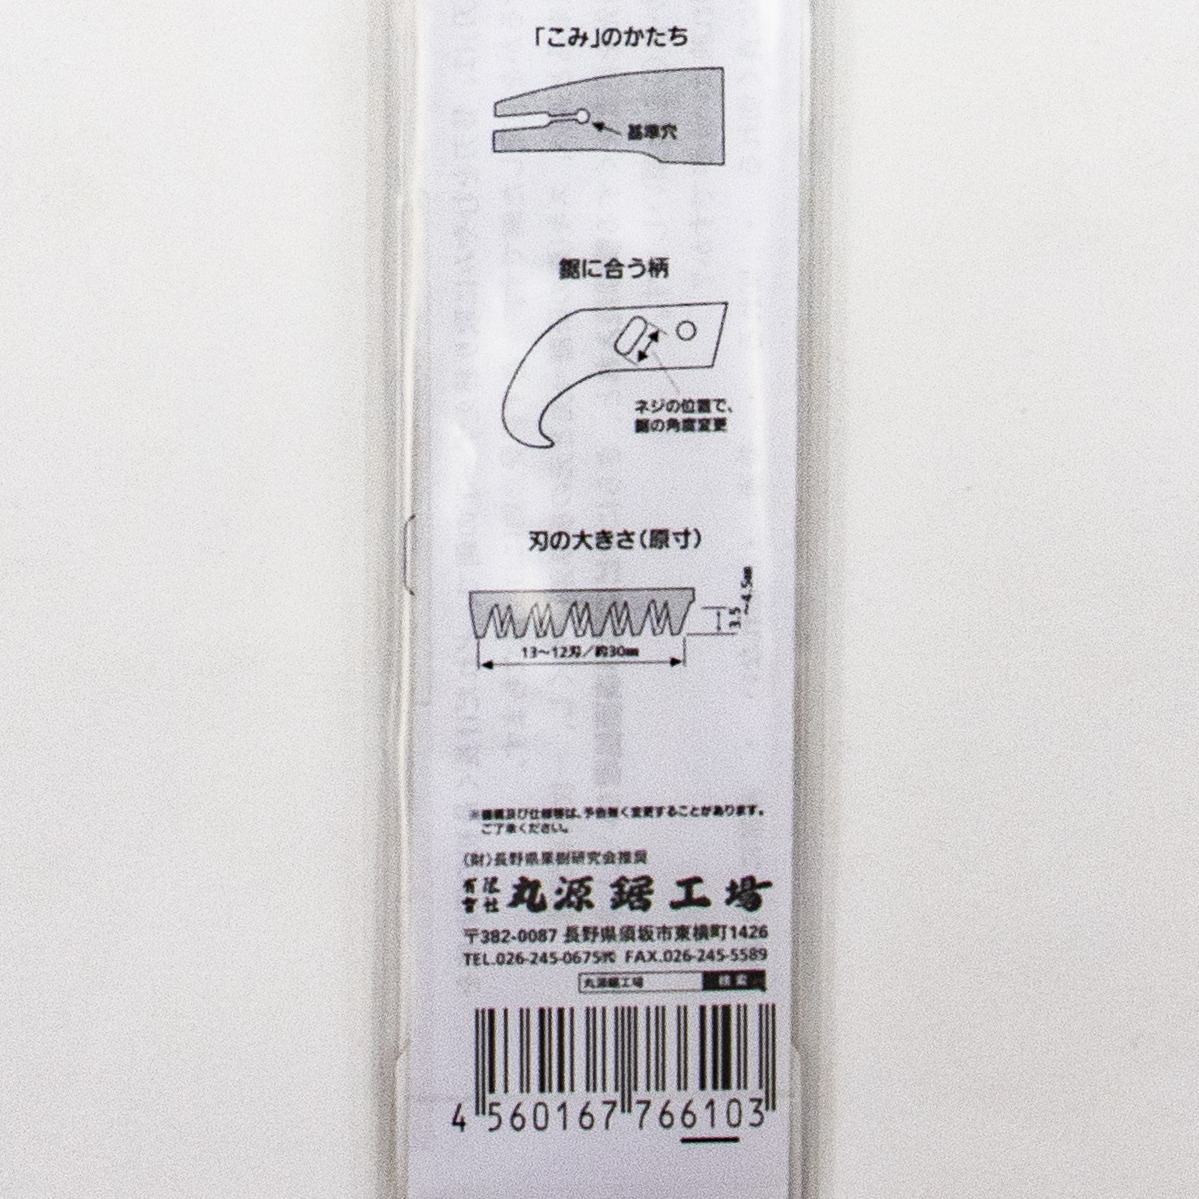 「こみ」のかたち
基準穴
鋸に合う柄
ネジの位置で、
鋸の角度変更
刃の大きさ（原寸）
3.5
～4.5㎜
13～12刃／約30㎜
※機構及び仕様等は、予告無く変更することがあります。
ご了承ください。
（財）長野県果樹研究会推奨
有限会社 丸源鋸工場
〒382-0087 長野県須坂市東横町1426
TEL.026-245-0675㈹ FAX.026-245-5589
丸源鋸工場 検索
4 560167 766103